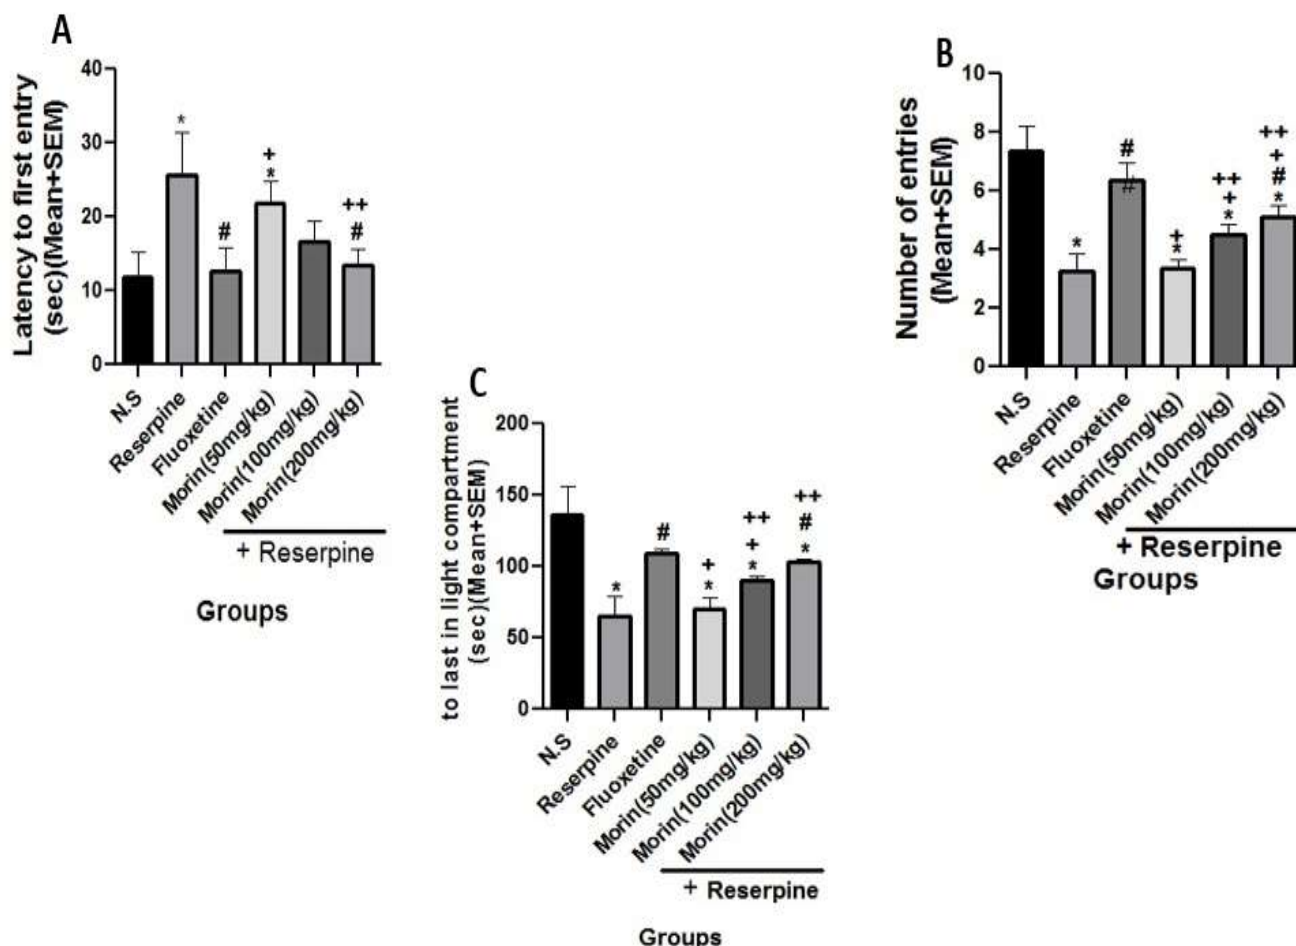 A
Latency to first entry
(sec)(Mean+SEM)
40
30
20
10
0
*
#
+
*
++
#
N.S
Reserpine
Fluoxetine
Morin(50mg/kg)
Morin(100mg/kg)
Morin(200mg/kg)
+ Reserpine
Groups
B
Number of entries
(Mean+SEM)
10
8
6
4
2
0
*
#
#
+
*
++
+
*
++
+
#
*
N.S
Reserpine
Fluoxetine
Morin(50mg/kg)
Morin(100mg/kg)
Morin(200mg/kg)
+ Reserpine
Groups
C
to last in light compartment
(sec)(Mean+SEM)
200
150
100
50
0
*
#
+
*
++
+
*
++
#
*
N.S
Reserpine
Fluoxetine
Morin(50mg/kg)
Morin(100mg/kg)
Morin(200mg/kg)
+ Reserpine
Groups